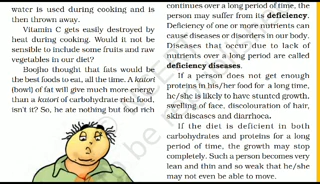 water is used during cooking and is
then thrown away.
Vitamin C gets easily destroyed by
heat during cooking. Would it not be
sensible to include some fruits and raw
vegetables in our diet?
Boojho thought that fats would be
the best foods to eat, all the time. A katori
(bowl) of fat will give much more energy
than a katori of carbohydrate rich food,
isn't it? So, he ate nothing but food rich
continues over a long period of time, the
person may suffer from its deficiency.
Deficiency of one or more nutrients can
cause diseases or disorders in our body.
Diseases that occur due to lack of
nutrients over a long period are called
deficiency diseases.
If a person does not get enough
proteins in his/her food for a long time,
he/she is likely to have stunted growth,
swelling of face, discolouration of hair,
skin diseases and diarrhoea.
If the diet is deficient in both
carbohydrates and proteins for a long
period of time, the growth may stop
completely. Such a person becomes very
lean and thin and so weak that he/she
may not even be able to move.